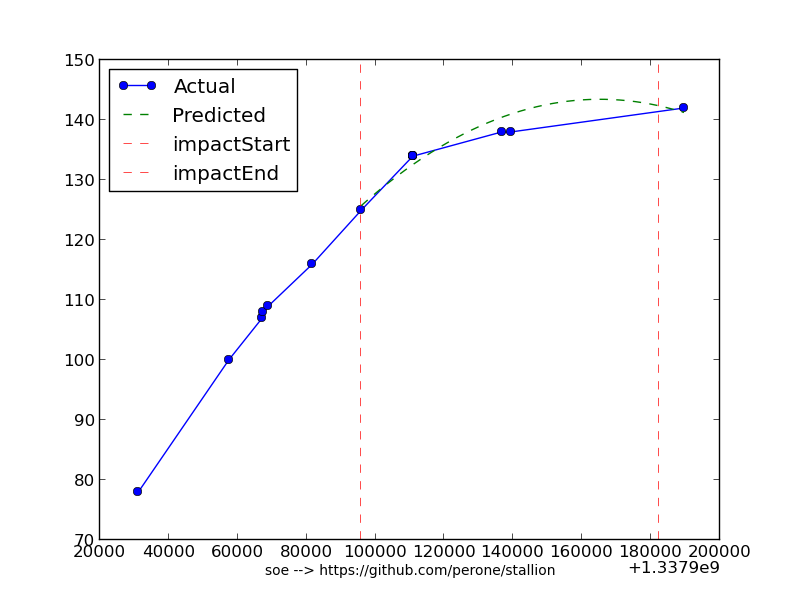 150
140
130
120
110
100
90
80
70
Actual
Predicted
impactStart
impactEnd
20000 40000 60000 80000 100000 120000 140000 160000 180000 200000
+1.3379e9
soe --> https://github.com/perone/stallion